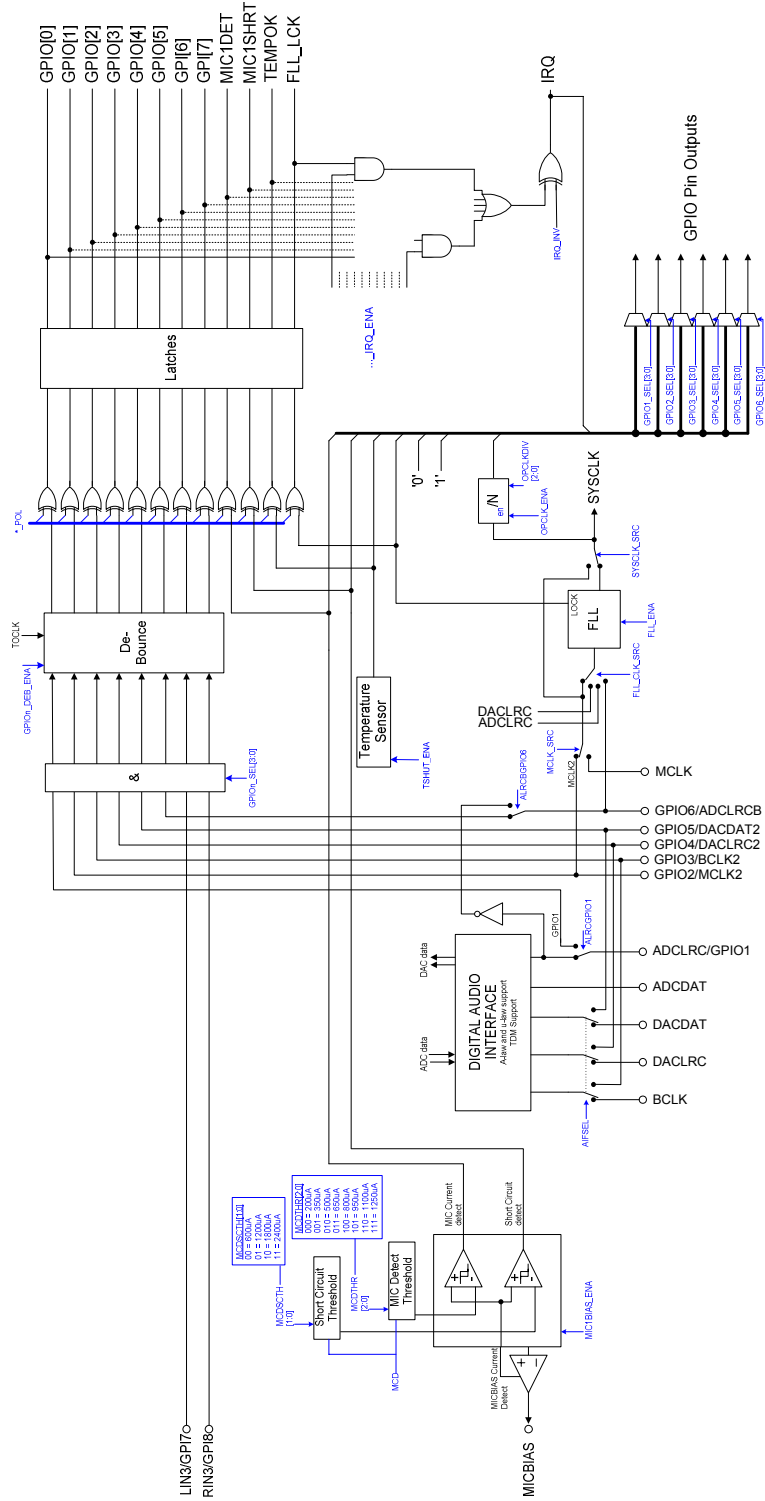 GPIO[0]
GPIO[1]
GPIO[2]
GPIO[3]
GPIO[4]
GPIO[5]
GPI[6]
GPI[7]
MIC1DET
MIC1SHRT
TEMPOK
FLL_LCK
IRQ
IRQ_INV
..._IRQ_ENA
GPIO Pin Outputs
Latches
GPIO1_SEL[3:0]
GPIO2_SEL[3:0]
GPIO3_SEL[3:0]
GPIO4_SEL[3:0]
GPIO5_SEL[3:0]
GPIO6_SEL[3:0]
*_POL
'0'
'1'
/N
en
OPCLKDIV
[2:0]
OPCLK_ENA
SYSCLK
SYSCLK_SRC
TOCLK
GPIOn_DEB_ENA
De-
Bounce
LOCK
FLL
FLL_ENA
FLL_CLK_SRC
Temperature
Sensor
TSHUT_ENA
DACLRC
ADCLRC
MCLK_SRC
MCLK2
&
GPIOn_SEL[3:0]
ALRCBGPIO6
MCLK
GPIO6/ADCLRCB
GPIO5/DACDAT2
GPIO4/DACLRC2
GPIO3/BCLK2
GPIO2/MCLK2
GPIO1
ALRCGPIO1
ADCLRC/GPIO1
ADCDAT
DACDAT
DACLRC
BCLK
DAC data
ADC data
DIGITAL AUDIO
INTERFACE
A-law and u-law support
TDM Support
AIFSEL
MCDSCTH[1:0]
00 = 600uA
01 = 1200uA
10 = 1800uA
11 = 2400uA
MCDTHR[2:0]
000 = 200uA
001 = 350uA
010 = 500uA
011 = 650uA
100 = 800uA
101 = 950uA
110 = 1100uA
111 = 1250uA
MCDSCTH
[1:0]
Short Circuit
Threshold
MCDTHR
[2:0]
MIC Detect
Threshold
MCD
MIC Current
detect
Short Circuit
detect
MICBIAS Current
Detect
MIC1BIAS_ENA
MICBIAS
LIN3/GPI7
RIN3/GPI8